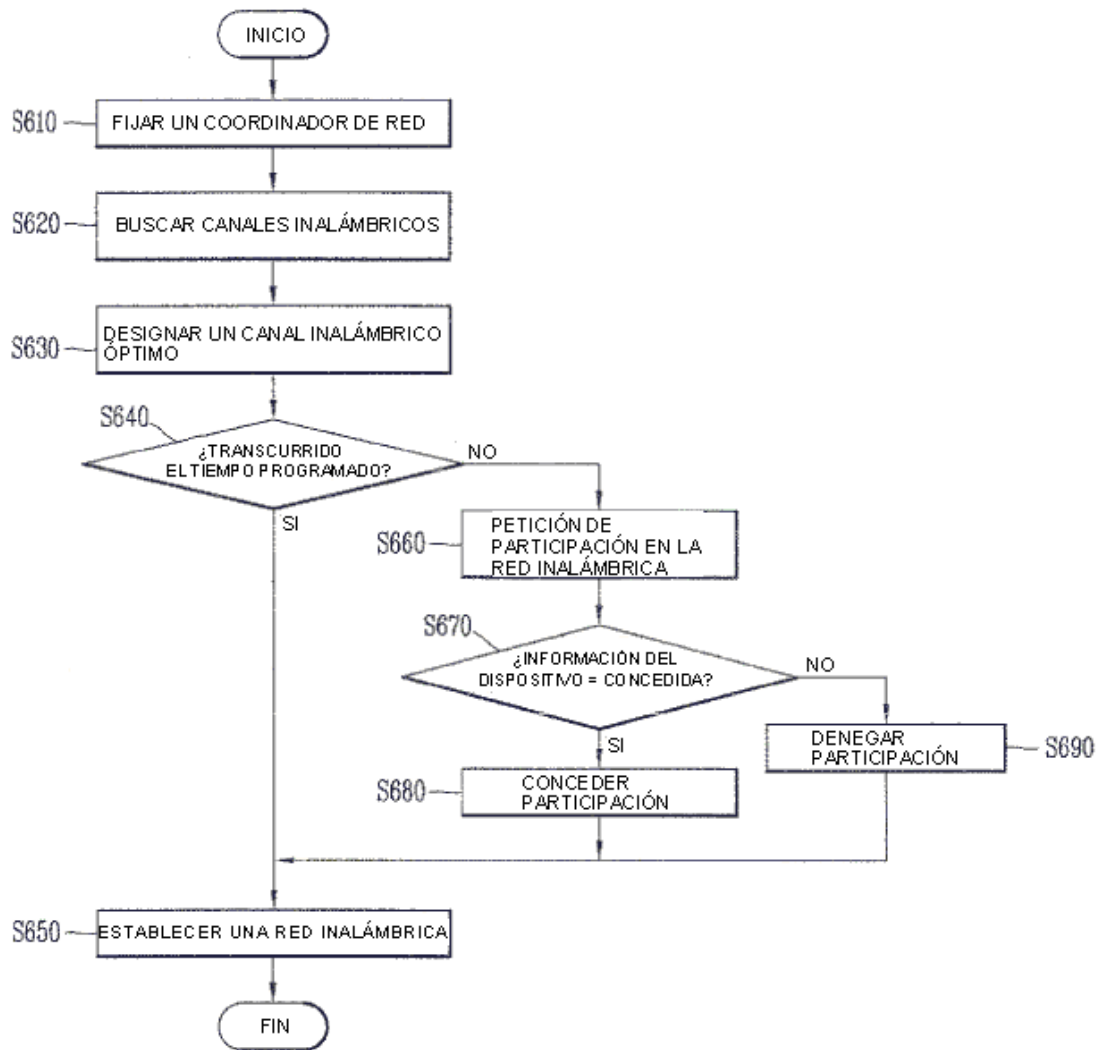 INICIO
S610
FIJAR UN COORDINADOR DE RED
S620
BUSCAR CANALES INALÁMBRICOS
S630
DESIGNAR UN CANAL INALÁMBRICO
ÓPTIMO
S640
¿TRANSCURRIDO
EL TIEMPO PROGRAMADO?
NO
SI
S660
PETICIÓN DE
PARTICIPACIÓN EN LA
RED INALÁMBRICA
S670
¿INFORMACIÓN DEL
DISPOSITIVO = CONCEDIDA?
NO
SI
DENEGAR
PARTICIPACIÓN
S690
S680
CONCEDER
PARTICIPACIÓN
S650
ESTABLECER UNA RED INALÁMBRICA
FIN